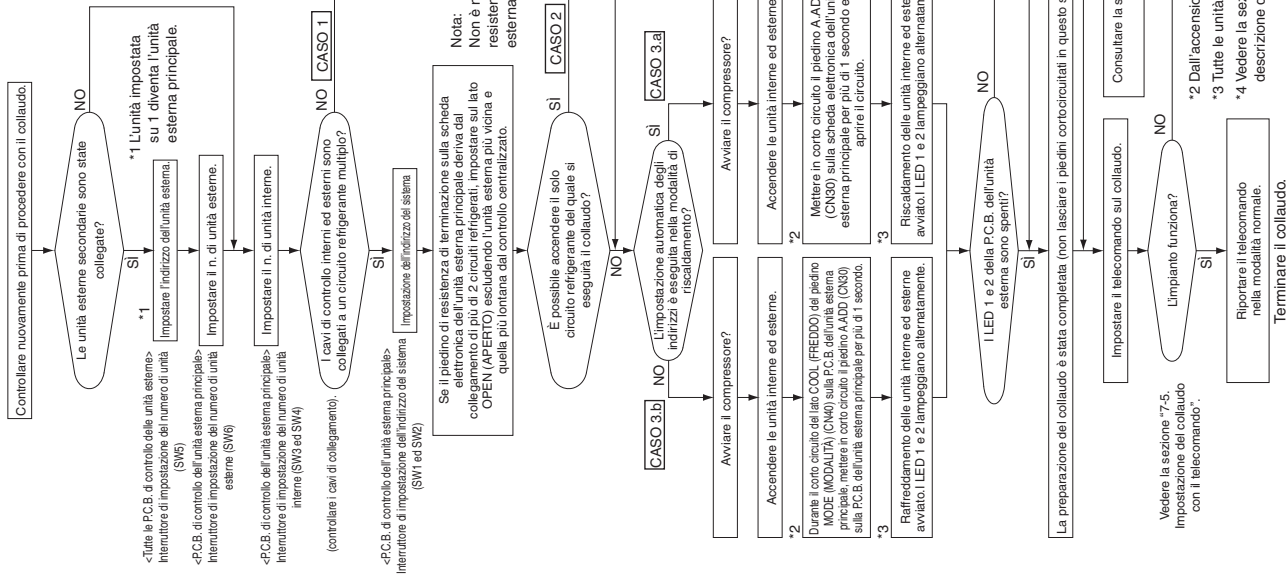 Controllare nuovamente prima di procedere con il collaudo.
Le unità esterne secondarie sono state
collegate?
NO
SÌ
*1 L'unità impostata
su 1 diventa l'unità
esterna principale.
*1
<Tutte le P.C.B. di controllo delle unità esterne>
Interruttore di impostazione del numero di unità
(SW5)
Impostare l'indirizzo dell'unità esterna.
<P.C.B. di controllo dell'unità esterna principale>
Interruttore di impostazione del numero di unità
esterne (SW6)
Impostare il n. di unità esterne.
<P.C.B. di controllo dell'unità esterna principale>
Interruttore di impostazione del numero di unità
interne (SW3 ed SW4)
Impostare il n. di unità interne.
(controllare i cavi di collegamento).
I cavi di controllo interni ed esterni sono
collegati a un circuito refrigerante multiplo?
NO
CASO 1
SÌ
<P.C.B. di controllo dell'unità esterna principale>
Interruttore di impostazione dell'indirizzo del sistema
(SW1 ed SW2)
Impostazione dell'indirizzo del sistema
Se il piedino di resistenza di terminazione sulla scheda
elettronica dell'unità esterna principale deriva dal
collegamento di più di 2 circuiti refrigerati, impostare sul lato
OPEN (APERTO) escludendo l'unità esterna più vicina e
quella più lontana dal controllo centralizzato.
Nota:
Non è
resisten
esterna
È possibile accendere il solo
circuito refrigerante del quale si
eseguirà il collaudo?
SÌ
CASO 2
NO
L'impostazione automatica degli
indirizzi è eseguita nella modalità di
riscaldamento?
NO
CASO 3.b
SÌ
CASO 3.a
Avviare il compressore?
Avviare il compressore?
Accendere le unità interne ed esterne.
Accendere le unità interne ed esterne
*2
Durante il corto circuito del lato COOL (FREDDO) del piedino
MODE (MODALITÀ) (CN40) sulla P.C.B. dell'unità esterna
principale, mettere in corto circuito il piedino A.ADD (CN30)
sulla P.C.B. dell'unità esterna principale per più di 1 secondo.
*2
Mettere in corto circuito il piedino A.AD
(CN30) sulla scheda elettronica dell'un
esterna principale per più di 1 secondo e
aprire il circuito.
*3
Raffreddamento delle unità interne ed esterne
avviato.I LED 1 e 2 lampeggiano alternatamente.
*3
Riscaldamento delle unità interne ed este
avviato.I LED 1 e 2 lampeggiano alternatam
I LED 1 e 2 della P.C.B. dell'unità
esterna sono spenti?
NO
SÌ
La preparazione del collaudo è stata completata (non lasciare i piedini cortocircuitati in questo s
Impostare il telecomando sul collaudo.
Consultare la s
Vedere la sezione "7-5.
Impostazione del collaudo
con il telecomando".
L'impianto funziona?
NO
SÌ
Riportare il telecomando
nella modalità normale.
Terminare il collaudo.
*2 Dall'accensio
*3 Tutte le unità
*4 Vedere la sez
descrizione d